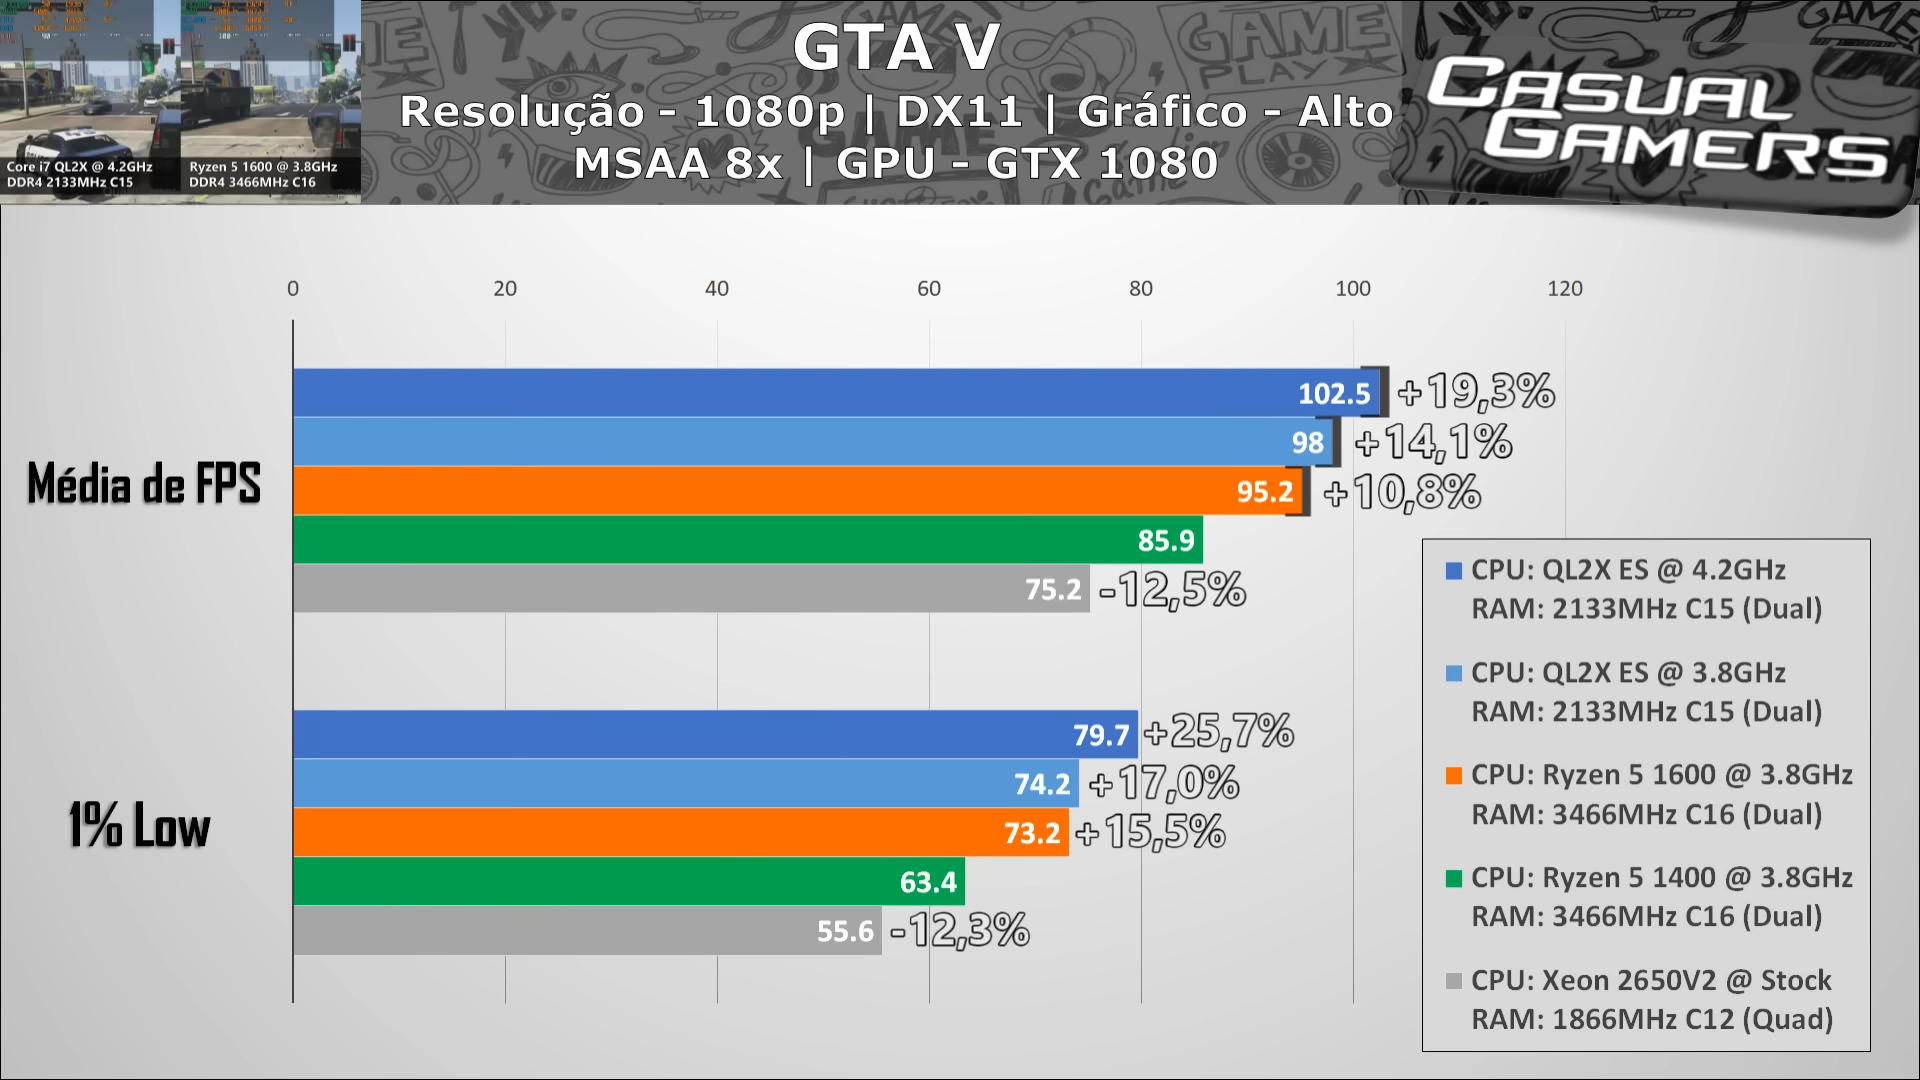 GTA V
Resolução - 1080p | DX11 | Gráfico - Alto
MSAA 8x | GPU - GTX 1080
CASUAL
GAMERS
Core i7 QL2X @ 4.2GHz
DDR4 2133MHz C15
Ryzen 5 1600 @ 3.8GHz
DDR4 3466MHz C16
0 20 40 60 80 100 120
Média de FPS
102.5 +19,3%
98 +14,1%
95.2 +10,8%
85.9
75.2 -12,5%
1% Low
79.7 +25,7%
74.2 +17,0%
73.2 +15,5%
63.4
55.6 -12,3%
CPU: QL2X ES @ 4.2GHz
RAM: 2133MHz C15 (Dual)
CPU: QL2X ES @ 3.8GHz
RAM: 2133MHz C15 (Dual)
CPU: Ryzen 5 1600 @ 3.8GHz
RAM: 3466MHz C16 (Dual)
CPU: Ryzen 5 1400 @ 3.8GHz
RAM: 3466MHz C16 (Dual)
CPU: Xeon 2650V2 @ Stock
RAM: 1866MHz C12 (Quad)